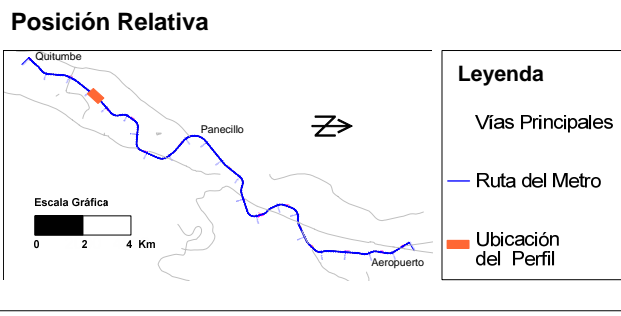 Posición Relativa
Quitumbe
Panecillo
Z
Escala Gráfica
0 2 4 Km
Aeropuerto
Leyenda
Vías Principales
Ruta del Metro
Ubicación
del Perfil